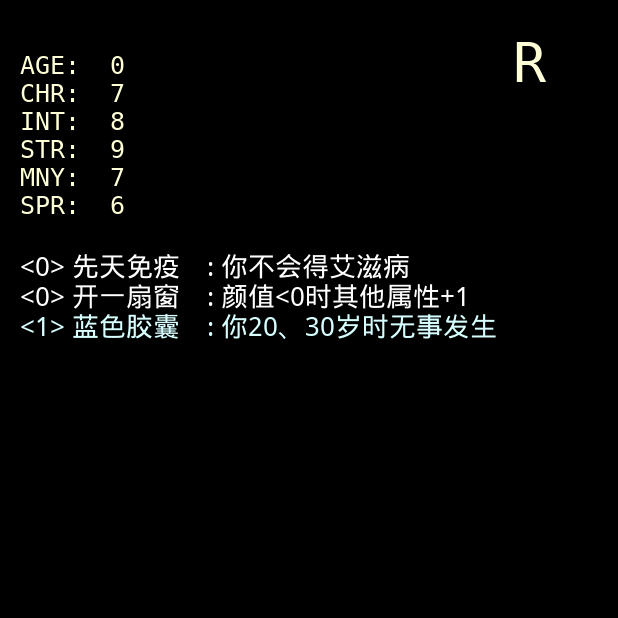 R
AGE: 0
CHR: 7
INT: 8
STR: 9
MNY: 7
SPR: 6
<0> 先天免疫 : 你不会得艾滋病
<0> 开一扇窗 : 颜值<0时其他属性+1
<1> 蓝色胶囊 : 你20、30岁时无事发生